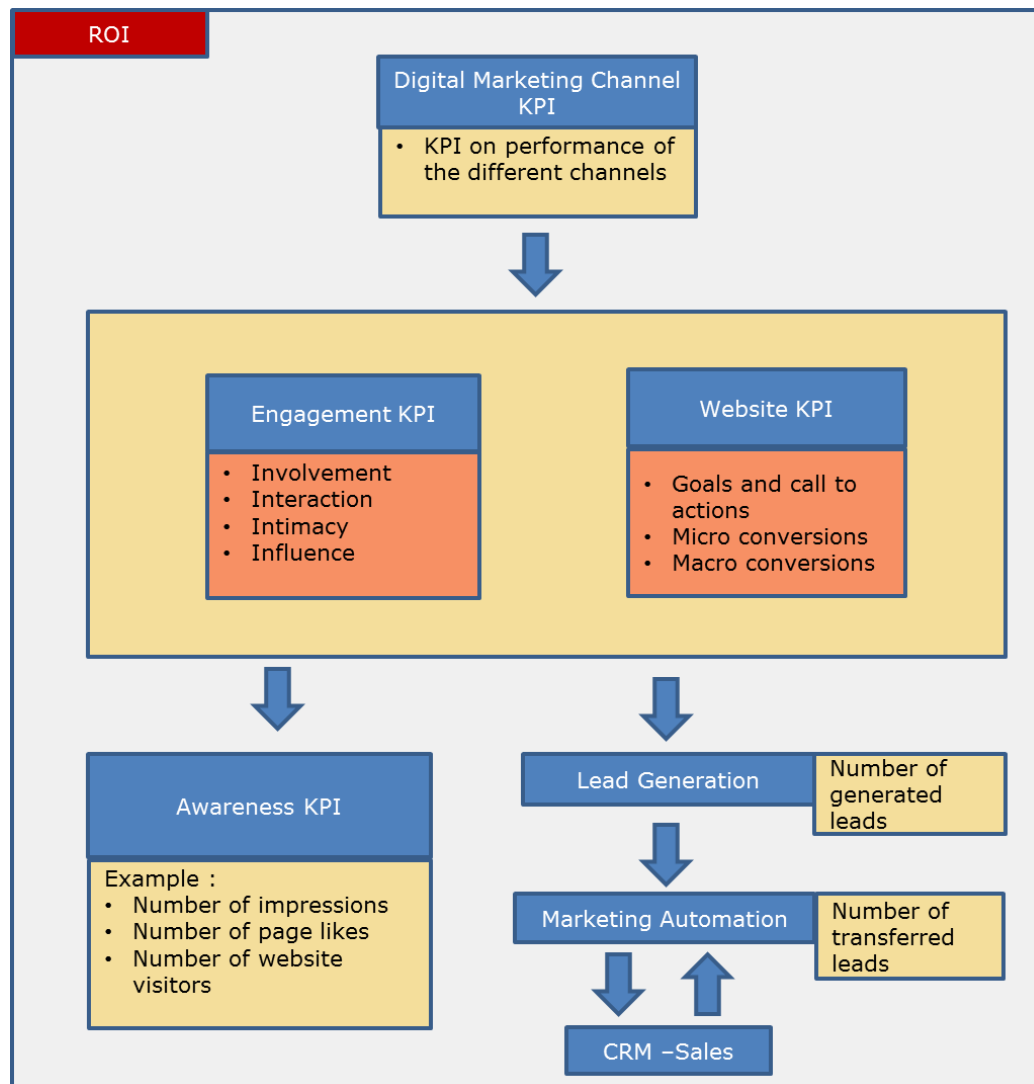 ROI
Digital Marketing Channel
KPI
• KPI on performance of
the different channels
Engagement KPI
• Involvement
• Interaction
• Intimacy
• Influence
Website KPI
• Goals and call to
actions
• Micro conversions
• Macro conversions
Awareness KPI
Example :
• Number of impressions
• Number of page likes
• Number of website
visitors
Lead Generation
Number of
generated
leads
Marketing Automation
Number of
transferred
leads
CRM –Sales